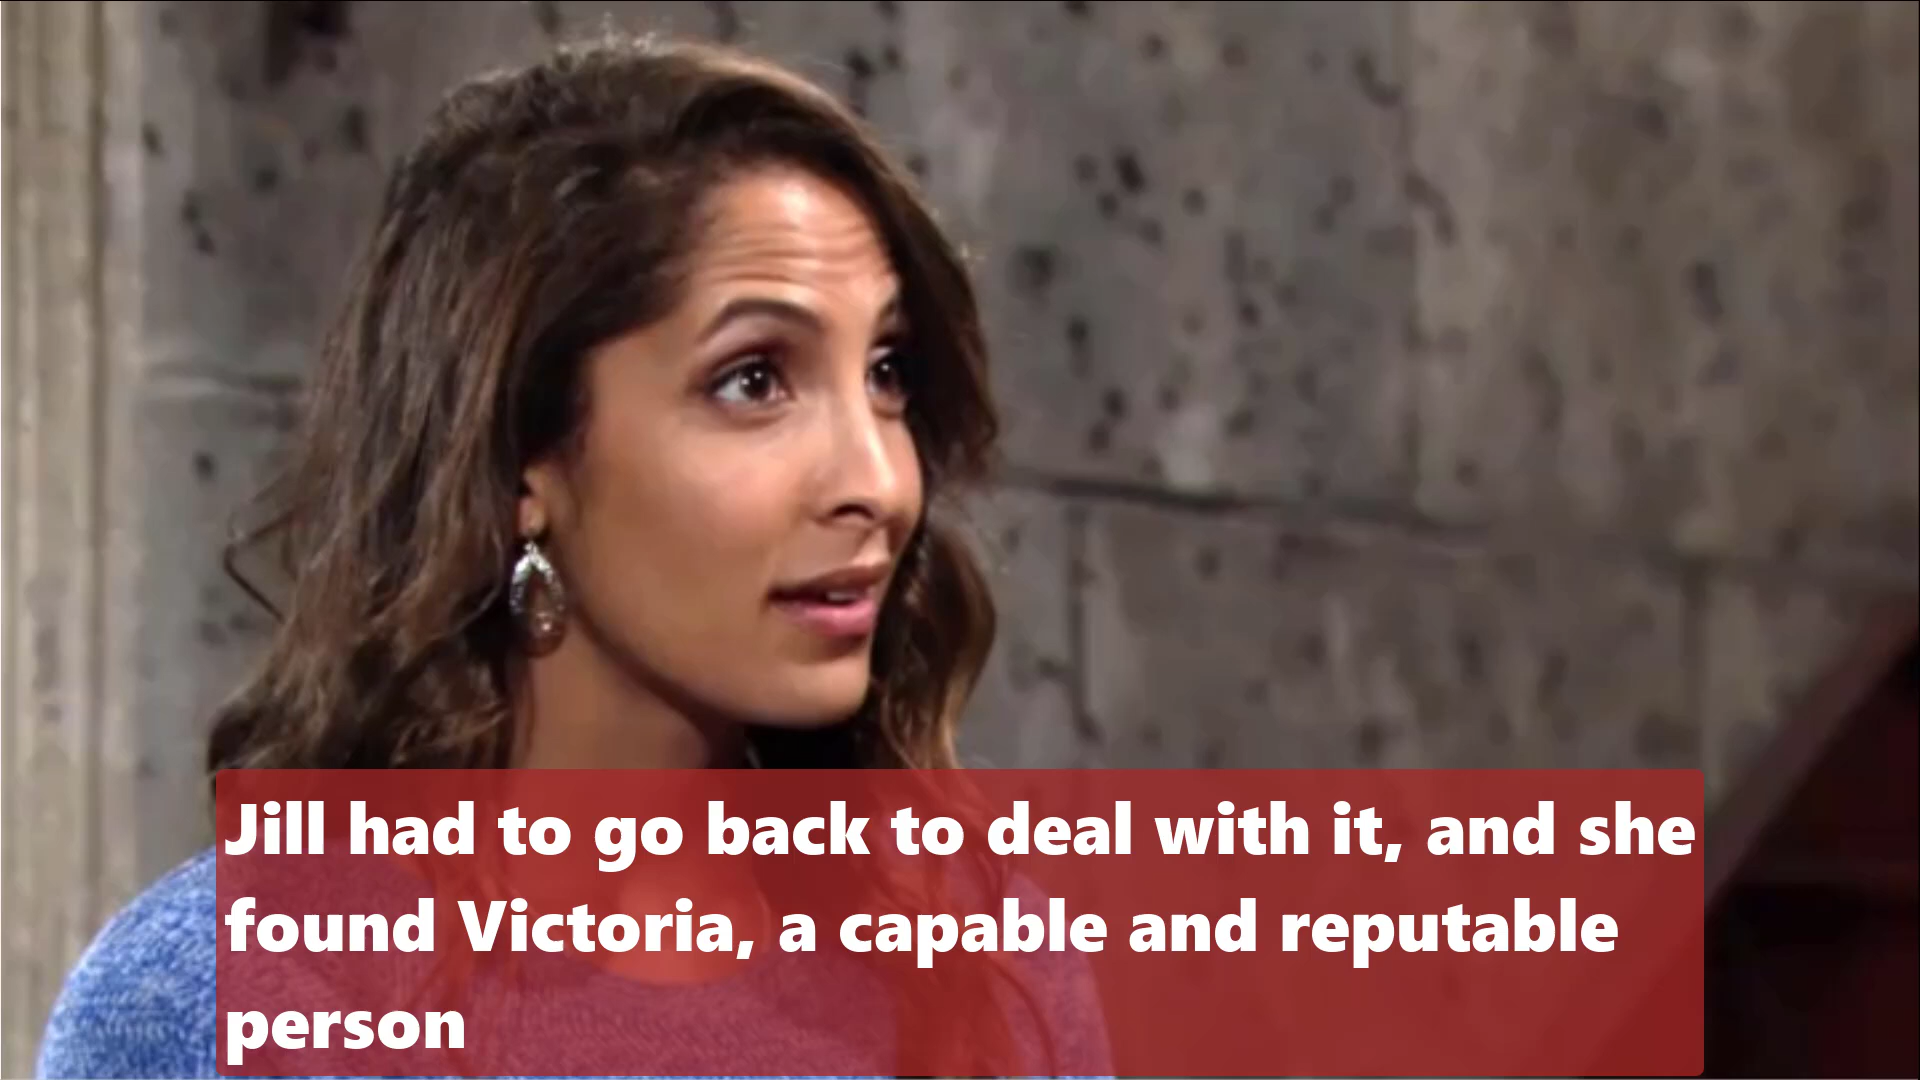 Jill had to go back to deal with it, and she
found Victoria, a capable and reputable
person